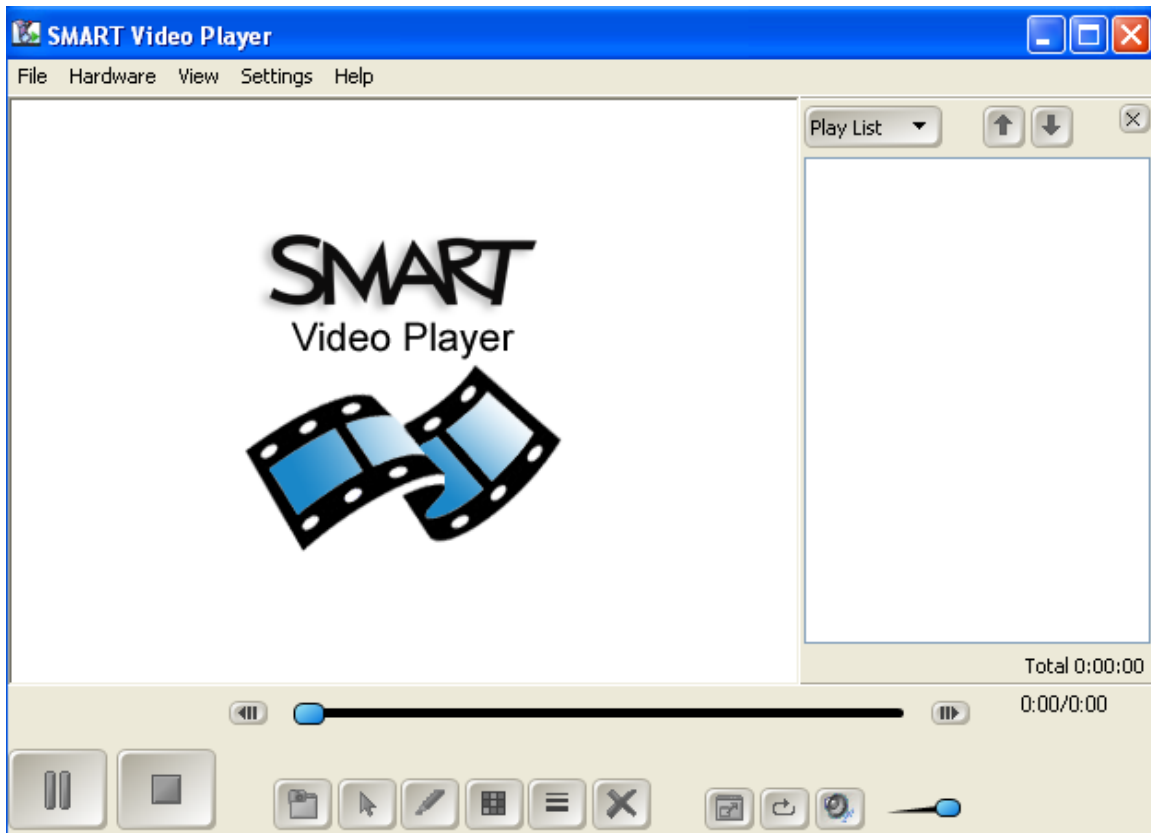 SMART Video Player
File Hardware View Settings Help
Play List
SMART
Video Player
Total 0:00:00
0:00/0:00